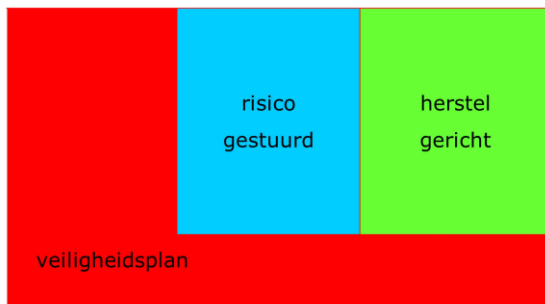 risico
gestuurd
herstel
gericht
veiligheidsplan